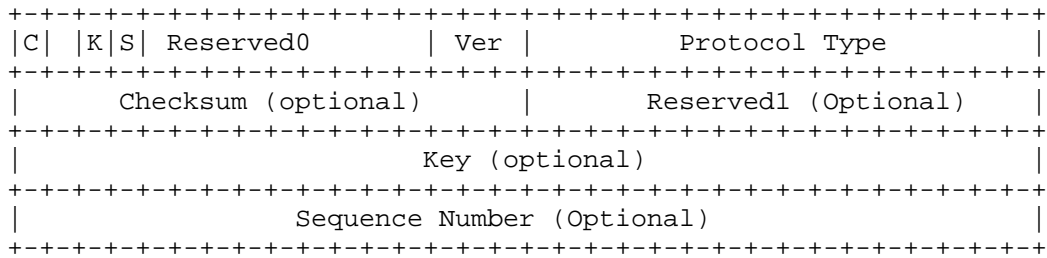 +-+-+-+-+-+-+-+-+-+-+-+-+-+-+-+-+-+-+-+-+-+-+-+-+-+-+-+-+-+-+-+-+
|C| |K|S| Reserved0       | Ver |         Protocol Type         |
+-+-+-+-+-+-+-+-+-+-+-+-+-+-+-+-+-+-+-+-+-+-+-+-+-+-+-+-+-+-+-+-+
|      Checksum (optional)      |       Reserved1 (Optional)    |
+-+-+-+-+-+-+-+-+-+-+-+-+-+-+-+-+-+-+-+-+-+-+-+-+-+-+-+-+-+-+-+-+
|                         Key (optional)                        |
+-+-+-+-+-+-+-+-+-+-+-+-+-+-+-+-+-+-+-+-+-+-+-+-+-+-+-+-+-+-+-+-+
|                 Sequence Number (Optional)                    |
+-+-+-+-+-+-+-+-+-+-+-+-+-+-+-+-+-+-+-+-+-+-+-+-+-+-+-+-+-+-+-+-+